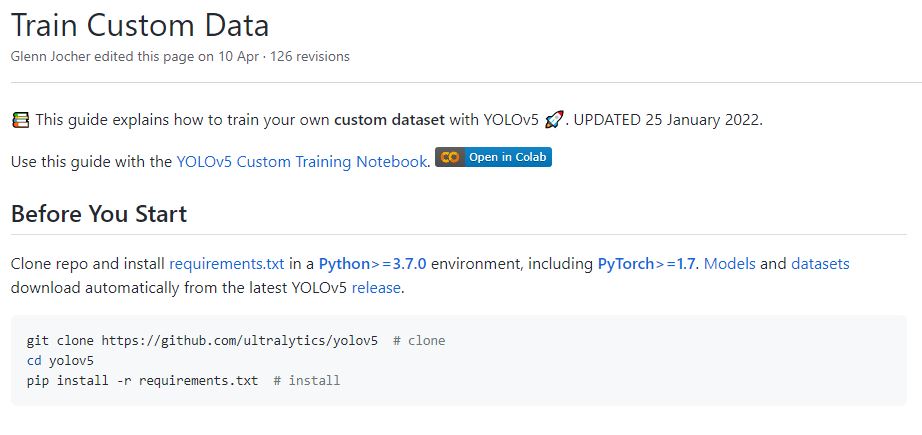 Train Custom Data
Glenn Jocher edited this page on 10 Apr · 126 revisions
📚 This guide explains how to train your own custom dataset with YOLOv5 🚀. UPDATED 25 January 2022.
Use this guide with the YOLOv5 Custom Training Notebook. CO Open in Colab
Before You Start
Clone repo and install requirements.txt in a Python>=3.7.0 environment, including PyTorch>=1.7. Models and datasets
download automatically from the latest YOLOv5 release.
git clone https://github.com/ultralytics/yolov5  # clone
cd yolov5
pip install -r requirements.txt  # install